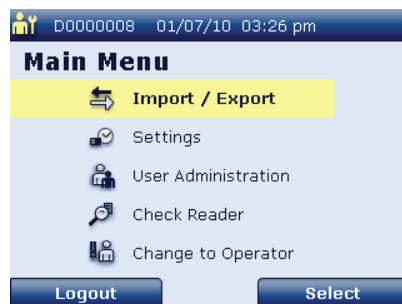 D0000008 01/07/10 03:26 pm
Main Menu
Import / Export
Settings
User Administration
Check Reader
Change to Operator
Logout Select